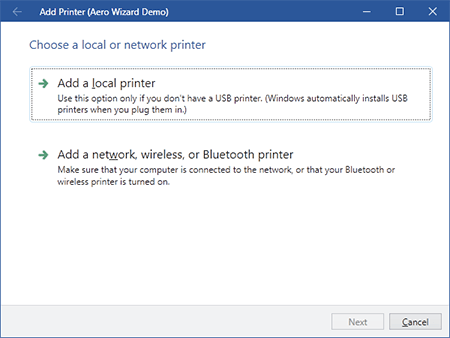 Add Printer (Aero Wizard Demo)
Choose a local or network printer
Add a local printer
Use this option only if you don't have a USB printer. (Windows automatically installs USB
printers when you plug them in.)
Add a network, wireless, or Bluetooth printer
Make sure that your computer is connected to the network, or that your Bluetooth or
wireless printer is turned on.
Next
Cancel